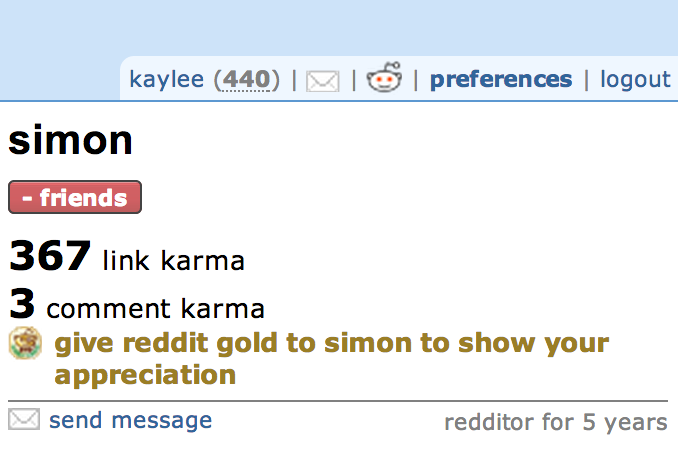 kaylee (440) | | | preferences | logout
simon
- friends
367 link karma
3 comment karma
give reddit gold to simon to show your
appreciation
send message
redditor for 5 years